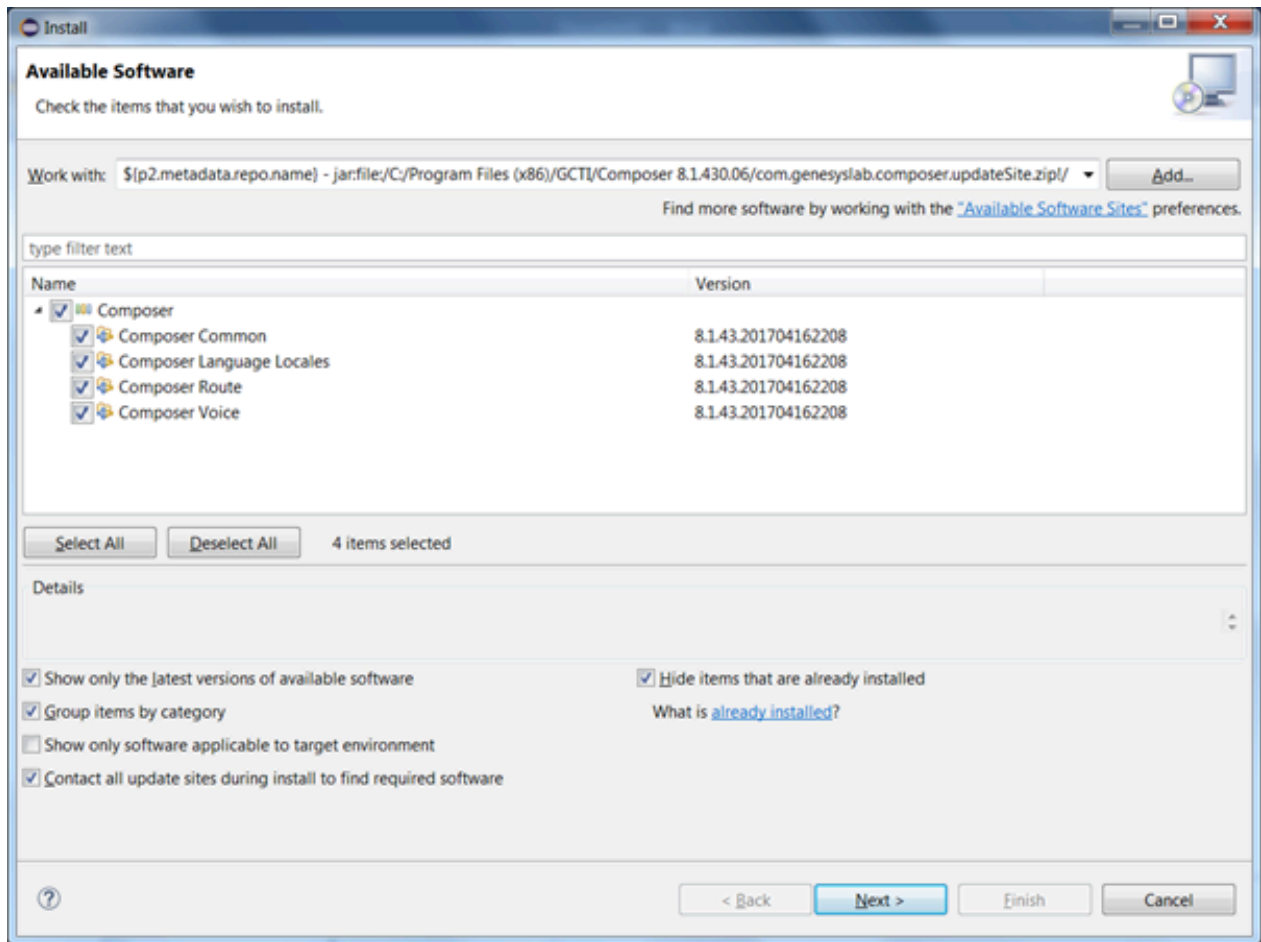 Install
Available Software
Check the items that you wish to install.
Work with: ${p2.metadata.repo.name} - jar:file:/C:/Program Files (x86)/GCTI/Composer 8.1.430.06/com.genesyslab.composer.updateSite.zip!/ Add...
Find more software by working with the "Available Software Sites" preferences.
type filter text
Name Version
Composer
Composer Common 8.1.43.201704162208
Composer Language Locales 8.1.43.201704162208
Composer Route 8.1.43.201704162208
Composer Voice 8.1.43.201704162208
Select All Deselect All 4 items selected
Details
Show only the latest versions of available software Hide items that are already installed
Group items by category What is already installed?
Show only software applicable to target environment
Contact all update sites during install to find required software
? < Back Next > Finish Cancel